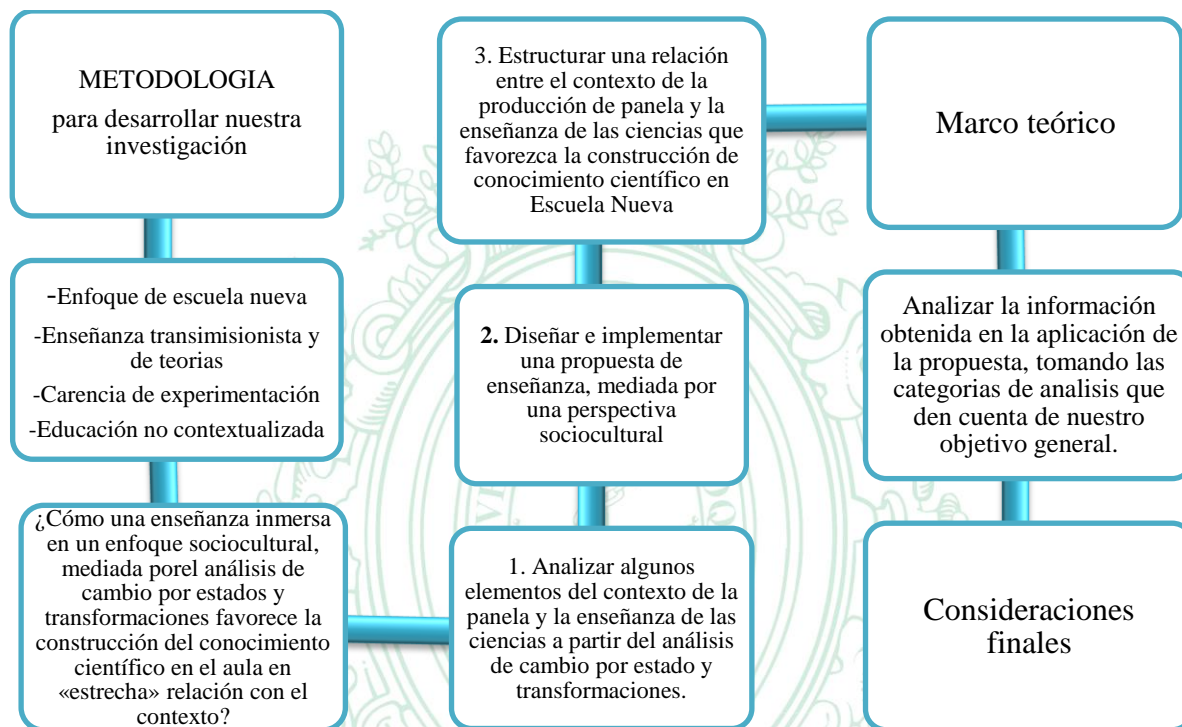 METODOLOGIA
para desarrollar nuestra
investigación
-Enfoque de escuela nueva
-Enseñanza transimisionista y
de teorias
-Carencia de experimentación
-Educación no contextualizada
¿Cómo una enseñanza inmersa
en un enfoque sociocultural,
mediada porel análisis de
cambio por estados y
transformaciones favorece la
construcción del conocimiento
científico en el aula en
«estrecha» relación con el
contexto?
1. Analizar algunos
elementos del contexto de la
panela y la enseñanza de las
ciencias a partir del análisis
de cambio por estado y
transformaciones.
2. Diseñar e implementar
una propuesta de
enseñanza, mediada por
una perspectiva
sociocultural
3. Estructurar una relación
entre el contexto de la
producción de panela y la
enseñanza de las ciencias que
favorezca la construcción de
conocimiento científico en
Escuela Nueva
Marco teórico
Analizar la información
obtenida en la aplicación de
la propuesta, tomando las
categorias de analisis que
den cuenta de nuestro
objetivo general.
Consideraciones
finales